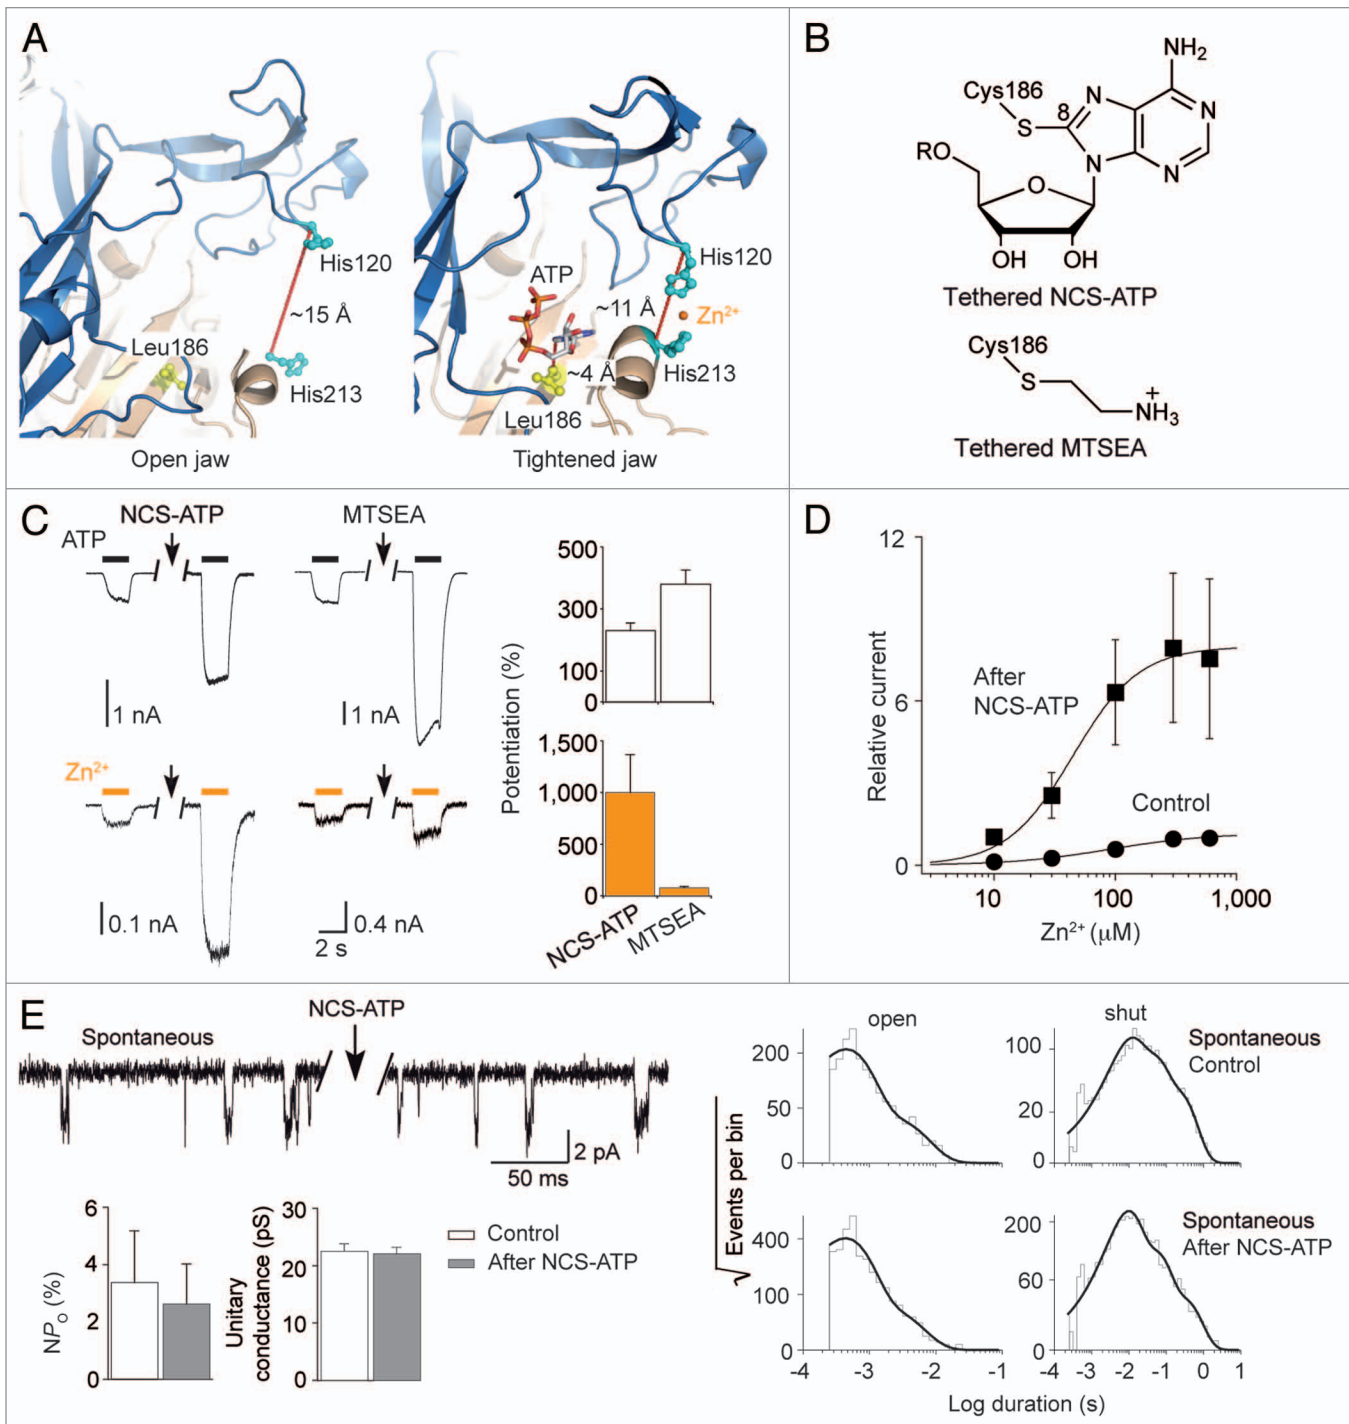 A
His120
~15 Å
Leu186
His213
Open jaw
ATP
His120
~11 Å
Zn²⁺
~4 Å
His213
Leu186
Tightened jaw
B
NH₂
Cys186
N
N
8
S
N
N
RO
O
OH
OH
Tethered NCS-ATP
Cys186
S
+
NH₃
Tethered MTSEA
C
NCS-ATP
MTSEA
ATP
1 nA
1 nA
Zn²⁺
0.1 nA
2 s
0.4 nA
Potentiation (%)
500
300
100
0
1,500
1,000
500
0
NCS-ATP
MTSEA
D
12
6
0
Relative current
After
NCS-ATP
Control
10
100
1,000
Zn²⁺ (µM)
E
NCS-ATP
Spontaneous
2 pA
50 ms
6
4
2
0
NPₒ (%)
30
20
10
0
Unitary
conductance (pS)
Control
After NCS-ATP
open
shut
200
50
0
100
20
0
Spontaneous
Control
√ Events per bin
400
100
0
200
60
0
Spontaneous
After NCS-ATP
-4
-3
-2
-1
-4
-3
-2
-1
0
1
Log duration (s)